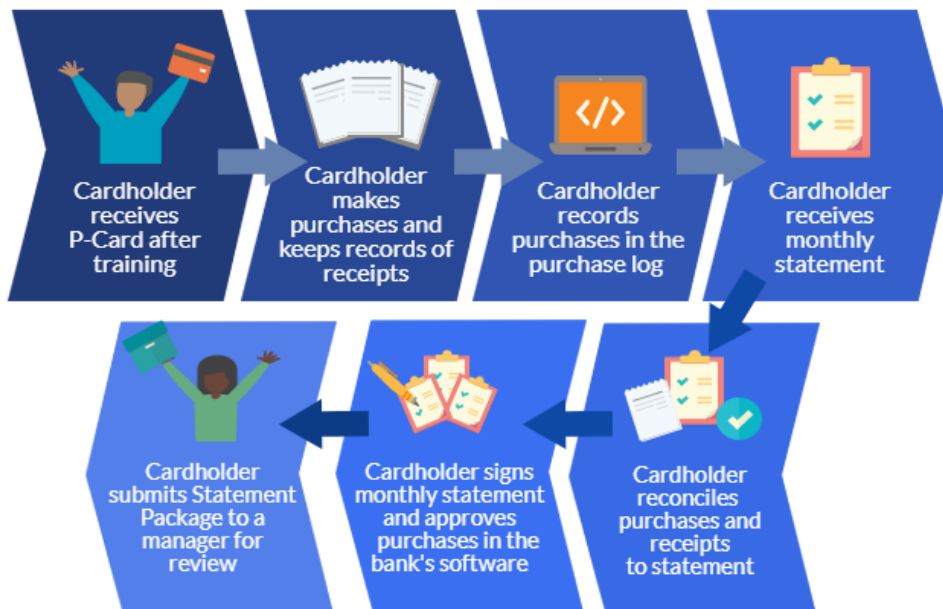 Cardholder
receives
P-Card after
training
Cardholder
makes
purchases and
keeps records of
receipts
</>
Cardholder
records
purchases in the
purchase log
Cardholder
receives
monthly
statement
Cardholder
reconciles
purchases and
receipts
to statement
Cardholder signs
monthly statement
and approves
purchases in the
bank's software
Cardholder
submits Statement
Package to a
manager for
review